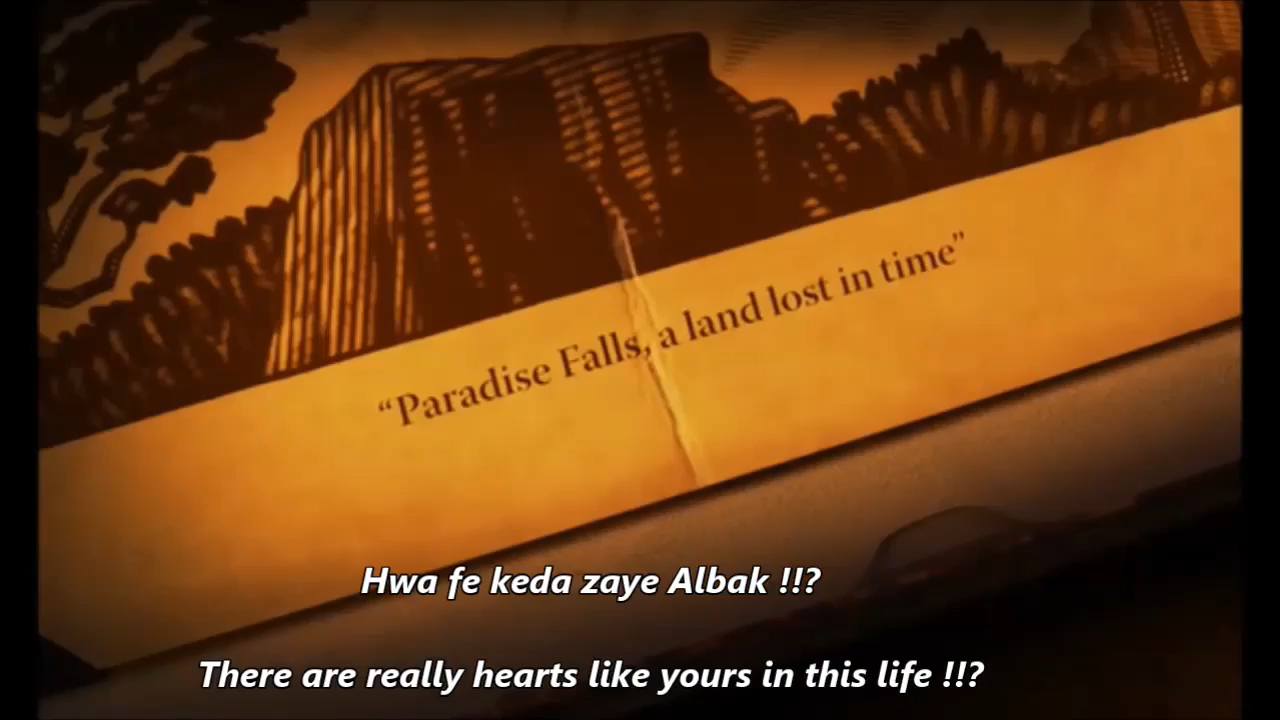 “Paradise Falls, a land lost in time”
Hwa fe keda zaye Albak !!?
There are really hearts like yours in this life !!?